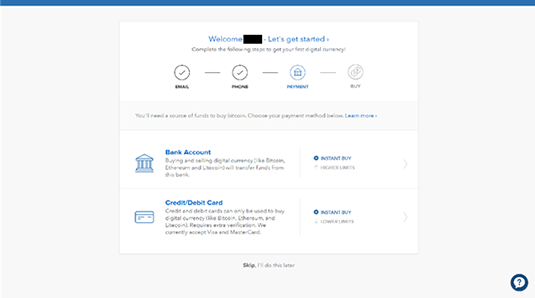 Welcome - Let's get started ›
Complete the following steps to get your first digital currency!
EMAIL PHONE PAYMENT BUY
You'll need a source of funds to buy bitcoin. Choose your payment method below. Learn more ›
Bank Account
Buying and selling digital currency (like Bitcoin,
Ethereum and Litecoin) will transfer funds from
this bank.
INSTANT BUY
HIGHER LIMITS
Credit/Debit Card
Credit and debit cards can only be used to buy
digital currency (like Bitcoin, Ethereum, and
Litecoin). Requires extra verification. We
currently accept Visa and MasterCard.
INSTANT BUY
LOWER LIMITS
Skip, I'll do this later
?